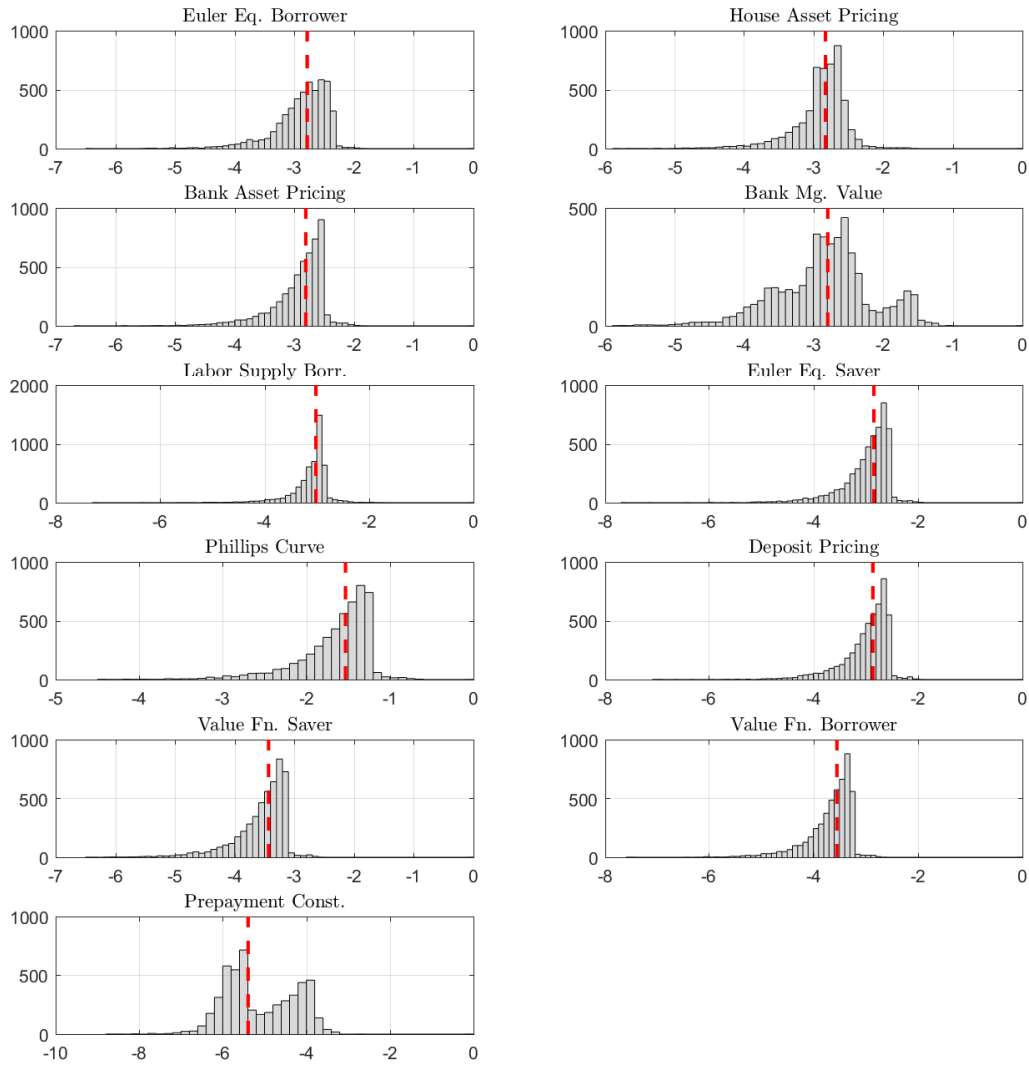 Euler Eq. Borrower
1000
500
0
-7 -6 -5 -4 -3 -2 -1 0
House Asset Pricing
1000
500
0
-6 -5 -4 -3 -2 -1 0
Bank Asset Pricing
1000
500
0
-7 -6 -5 -4 -3 -2 -1 0
Bank Mg. Value
500
0
-6 -5 -4 -3 -2 -1 0
Labor Supply Borr.
2000
1000
0
-8 -6 -4 -2 0
Euler Eq. Saver
1000
500
0
-8 -6 -4 -2 0
Phillips Curve
1000
500
0
-5 -4 -3 -2 -1 0
Deposit Pricing
1000
500
0
-8 -6 -4 -2 0
Value Fn. Saver
1000
500
0
-7 -6 -5 -4 -3 -2 -1 0
Value Fn. Borrower
1000
500
0
-8 -6 -4 -2 0
Prepayment Const.
1000
500
0
-10 -8 -6 -4 -2 0